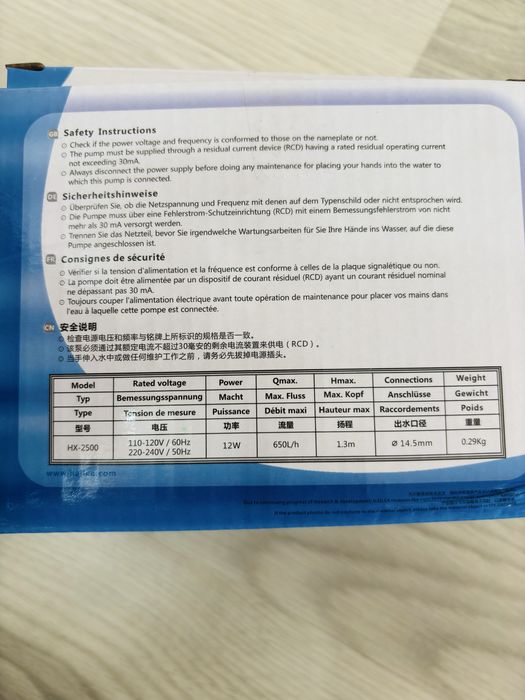 GB Safety Instructions
Check if the power voltage and frequency is conformed to those on the nameplate or not.
The pump must be supplied through a residual current device (RCD) having a rated residual operating current
not exceeding 30mA.
Always disconnect the power supply before doing any maintenance for placing your hands into the water to
which this pump is connected.
DE Sicherheitshinweise
Überprüfen Sie, ob die Netzspannung und Frequenz mit denen auf dem Typenschild oder nicht entsprochen wird.
Die Pumpe muss über eine Fehlerstrom-Schutzeinrichtung (RCD) mit einem Bemessungsfehlerstrom von nicht
mehr als 30 mA versorgt werden.
Trennen Sie das Netzteil, bevor Sie irgendwelche Wartungsarbeiten für Sie Ihre Hände ins Wasser, auf die diese
Pumpe angeschlossen ist.
FR Consignes de sécurité
Vérifier si la tension d'alimentation et la fréquence est conforme à celles de la plaque signalétique ou non.
La pompe doit être alimentée par un dispositif de courant résiduel (RCD) ayant un courant résiduel nominal
ne dépassant pas 30 mA.
Toujours couper l'alimentation électrique avant toute opération de maintenance pour placer vos mains dans
l'eau à laquelle cette pompe est connectée.
CN 安全说明
检查电源电压和频率与铭牌上所标识的规格是否一致。
该泵必须通过其额定电流不超过30毫安的剩余电流装置来供电（RCD）。
当手伸入水中或做任何维护工作之前，请务必先拔掉电源插头。
Model Rated voltage Power Qmax. Hmax. Connections Weight
Typ Bemessungsspannung Macht Max. Fluss Max. Kopf Anschlüsse Gewicht
Type Tension de mesure Puissance Débit maxi Hauteur max Raccordements Poids
型号 电压 功率 流量 扬程 出水口径 重量
HX-2500 110-120V / 60Hz 220-240V / 50Hz 12W 650L/h 1.3m Ø 14.5mm 0.29Kg
www.hailea.com